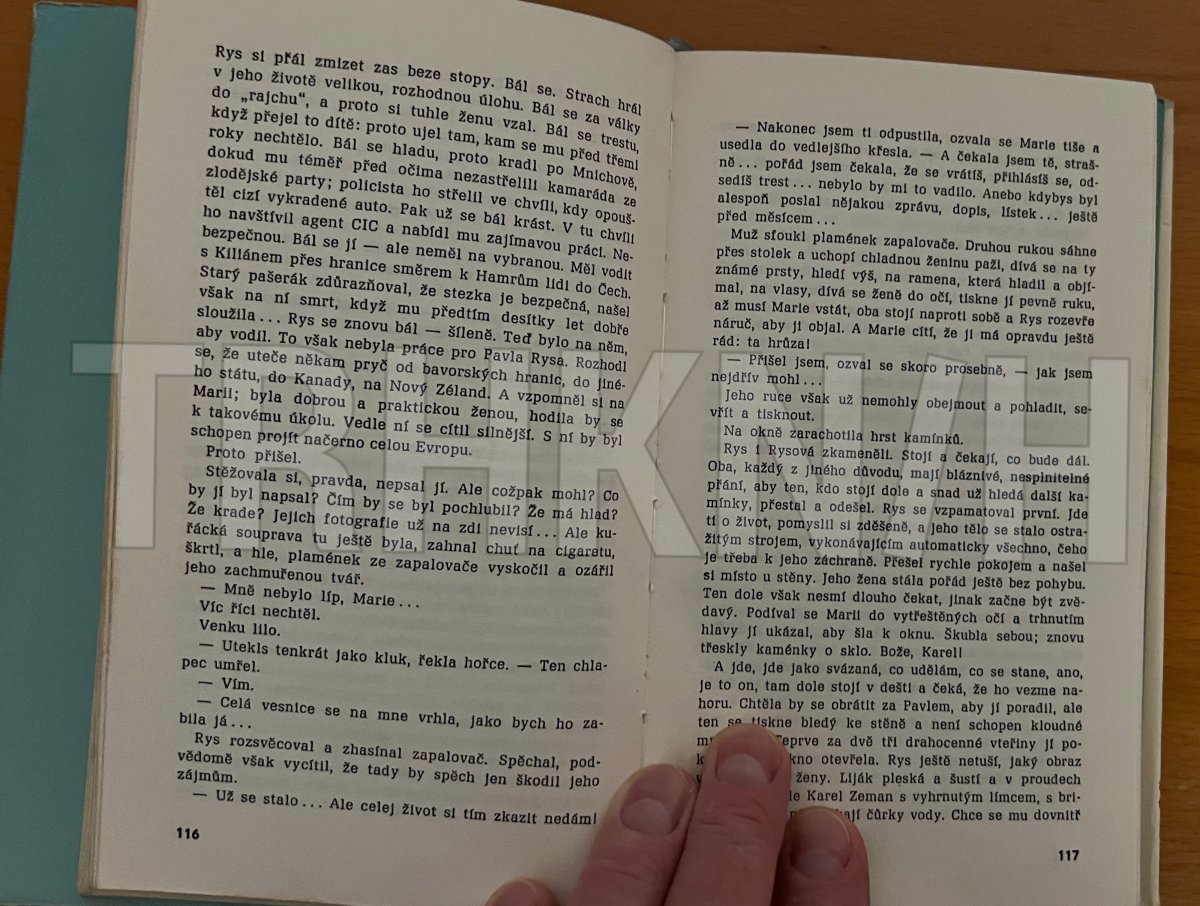 Rys si přál zmizet zas beze stopy. Bál se. Strach hrál
v jeho životě velikou, rozhodnou úlohu. Bál se za války
do „rajchu“, a proto si tuhle ženu vzal. Bál se trestu,
když přejel to dítě: proto ujel tam, kam se mu před třemi
roky nechtělo. Bál se hladu, proto kradl po Mnichově,
dokud mu téměř před očima nezastřelili kamaráda ze
zlodějské party; policista ho střelil ve chvíli, kdy opouš-
těl cizí vykradené auto. Pak už se bál krást. V tu chvíli
ho navštívil agent CIC a nabídl mu zajímavou práci. Ne-
bezpečnou. Bál se jí — ale neměl na vybranou. Měl vodit
s Kiliánem přes hranice směrem k Hamrům lidi do Čech.
Starý pašerák zdůrazňoval, že stezka je bezpečná, našel
však na ní smrt, když mu předtím desítky let dobře
sloužila... Rys se znovu bál — šíleně. Teď bylo na něm,
aby vodil. To však nebyla práce pro Pavla Rysa. Rozhodl
se, že uteče někam pryč od bavorských hranic, do jiné-
ho státu, do Kanady, na Nový Zéland. A vzpomněl si na
Marii; byla dobrou a praktickou ženou, hodila by se
k takovému úkolu. Vedle ní se cítil silnější. S ní by byl
schopen projít načerno celou Evropu.
Proto přišel.
Stěžovala si, pravda, nepsal jí. Ale cožpak mohl? Co
by jí byl napsal? Čím by se byl pochlubil? Že má hlad?
Že krade? Jejich fotografie už na zdi nevisí... Ale ku-
řácká souprava tu ještě byla, zahnal chuť na cigaretu,
škrtl, a hle, plamének ze zapalovače vyskočil a ozářil
jeho zachmuřenou tvář.
— Mně nebylo líp, Marie...
Víc říci nechtěl.
Venku lilo.
— Utekls tenkrát jako kluk, řekla hořce. — Ten chla-
pec umřel.
— Vím.
— Celá vesnice se na mne vrhla, jako bych ho za-
bila já...
Rys rozsvěcoval a zhasínal zapalovač. Spěchal, pod-
vědomě však vycítil, že tady by spěch jen škodil jeho
zájmům.
— Už se stalo... Ale celej život si tím zkazit nedám!
116
— Nakonec jsem ti odpustila, ozvala se Marie tiše a
usedla do vedlejšího křesla. — A čekala jsem tě, straš-
ně... pořád jsem čekala, že se vrátíš, přihlásíš se, od-
sedíš trest... nebylo by mi to vadilo. Anebo kdybys byl
alespoň poslal nějakou zprávu, dopis, lístek... ještě
před měsícem...
Muž sfoukl plamének zapalovače. Druhou rukou sáhne
přes stolek a uchopí chladnou ženinu paži, dívá se na ty
známé prsty, hledí výš, na ramena, která hladil a objí-
mal, na vlasy, dívá se ženě do očí, tiskne jí pevně ruku,
až musí Marie vstát, oba stojí naproti sobě a Rys rozevře
náruč, aby ji objal. A Marie cítí, že ji má opravdu ještě
rád: ta hrůza!
— Přišel jsem, ozval se skoro prosebně, — jak jsem
nejdřív mohl...
Jeho ruce však už nemohly obejmout a pohladit, se-
vřít a tisknout.
Na okně zarachotila hrst kamínků.
Rys i Rysová zkameněli. Stojí a čekají, co bude dál.
Oba, každý z jiného důvodu, mají bláznivé, nesplnitelné
přání, aby ten, kdo stojí dole a snad už hledá další ka-
mínky, přestal a odešel. Rys se vzpamatoval první. Jde
ti o život, pomyslil si zděšeně, a jeho tělo se stalo ostra-
žitým strojem, vykonávajícím automaticky všechno, čeho
je třeba k jeho záchraně. Přešel rychle pokojem a našel
si místo u stěny. Jeho žena stála pořád ještě bez pohybu.
Ten dole však nesmí dlouho čekat, jinak začne být zvě-
davý. Podíval se Marii do vytřeštěných očí a trhnutím
hlavy jí ukázal, aby šla k oknu. Škubla sebou; znovu
třeskly kaménky o sklo. Bože, Karel!
A jde, jde jako svázaná, co udělám, co se stane, ano,
je to on, tam dole stojí v dešti a čeká, že ho vezme na-
horu. Chtěla by se obrátit za Pavlem, aby jí poradil, ale
ten se tiskne bledý ke stěně a není schopen kloudné
Teprve za dvě tři drahocenné vteřiny jí po-
kno otevřela. Rys ještě netuší, jaký obraz
ženy. Liják pleská a šustí a v proudech
le Karel Zeman s vyhrnutým límcem, s bri-
ají čůrky vody. Chce se mu dovnitř
117
TRHKNIH